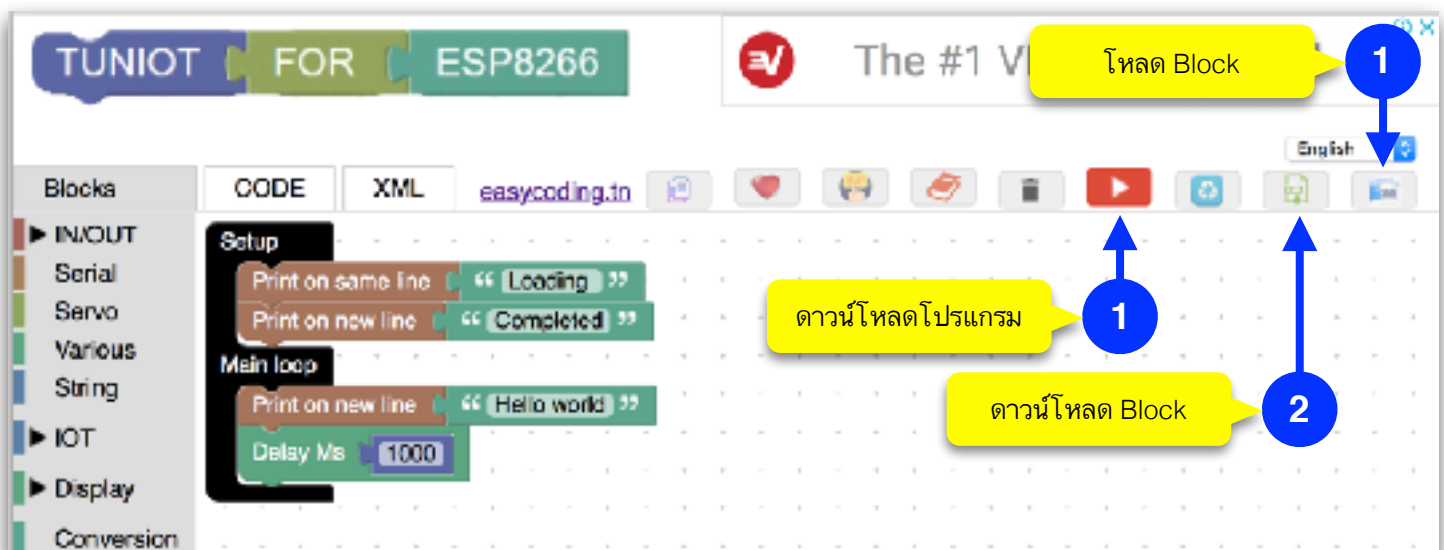 TUNIOT FOR ESP8266
The #1 V
โหลด Block
1
English
Blocks
CODE
XML
easycoding.tn
IN/OUT
Serial
Servo
Various
String
IOT
Display
Conversion
Setup
Print on same line “ Loading ”
Print on new line “ Completed ”
Main loop
Print on new line “ Hello world ”
Delay Ms 1000
ดาวน์โหลดโปรแกรม
1
ดาวน์โหลด Block
2